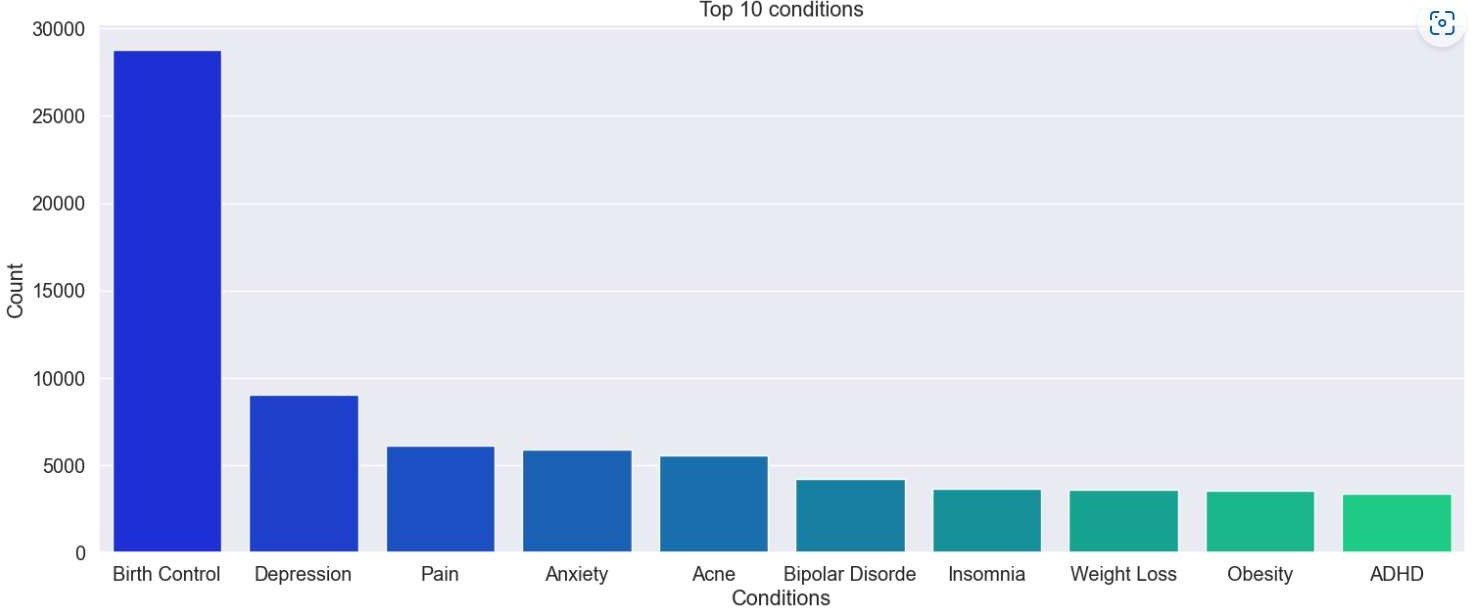 Top 10 conditions
30000
25000
20000
15000
10000
5000
0
Count
Birth Control Depression Pain Anxiety Acne Bipolar Disorde Insomnia Weight Loss Obesity ADHD
Conditions